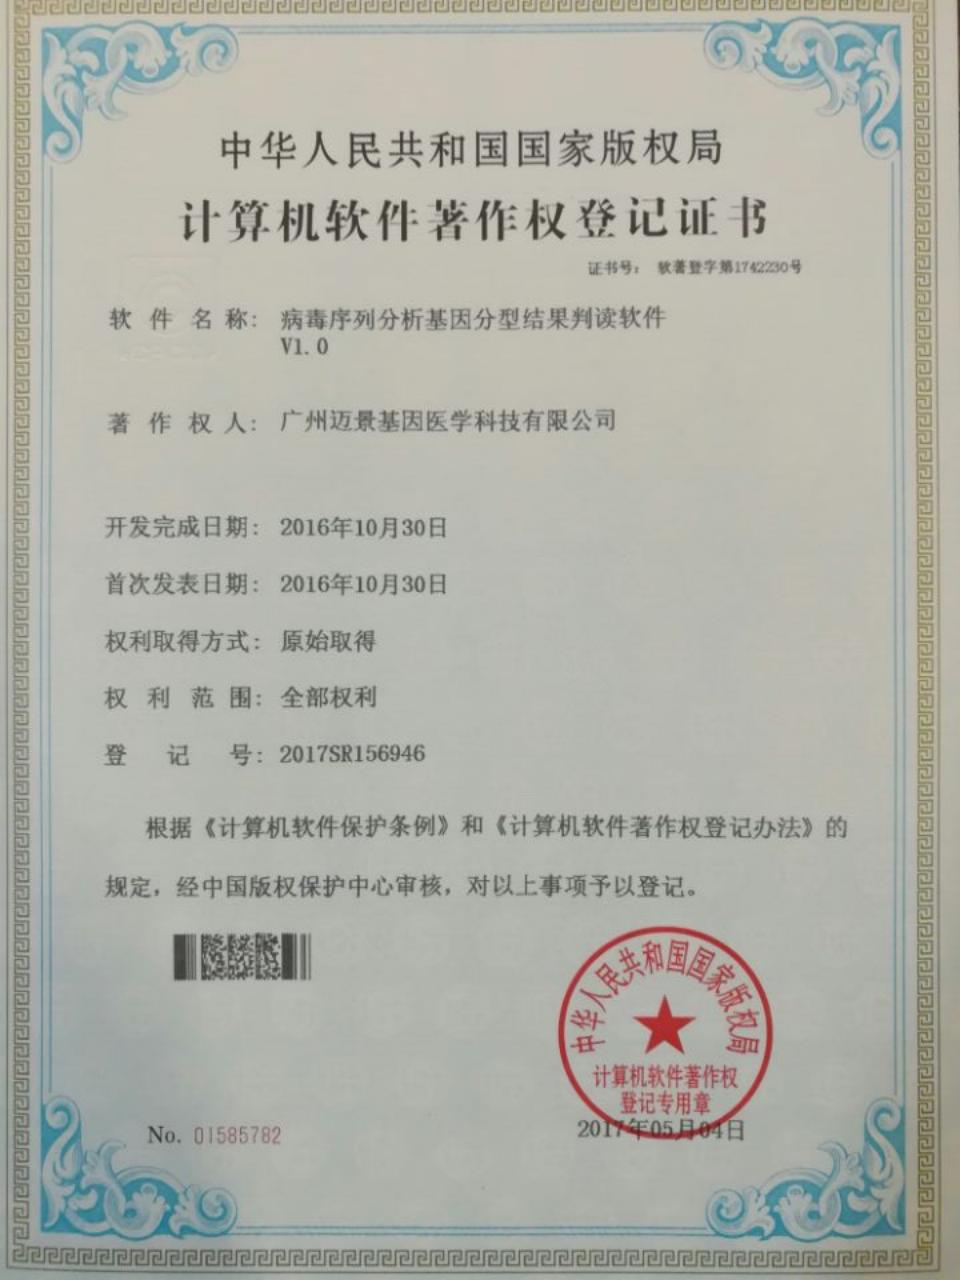 中华人民共和国国家版权局
计算机软件著作权登记证书
证书号： 软著登字第1742230号
软件名称： 病毒序列分析基因分型结果判读软件
V1.0
著作权人： 广州迈景基因医学科技有限公司
开发完成日期： 2016年10月30日
首次发表日期： 2016年10月30日
权利取得方式： 原始取得
权利范围： 全部权利
登记号： 2017SR156946
根据《计算机软件保护条例》和《计算机软件著作权登记办法》的
规定，经中国版权保护中心审核，对以上事项予以登记。
中华人民共和国国家版权局
计算机软件著作权
登记专用章
No. 01585782
2017年05月04日